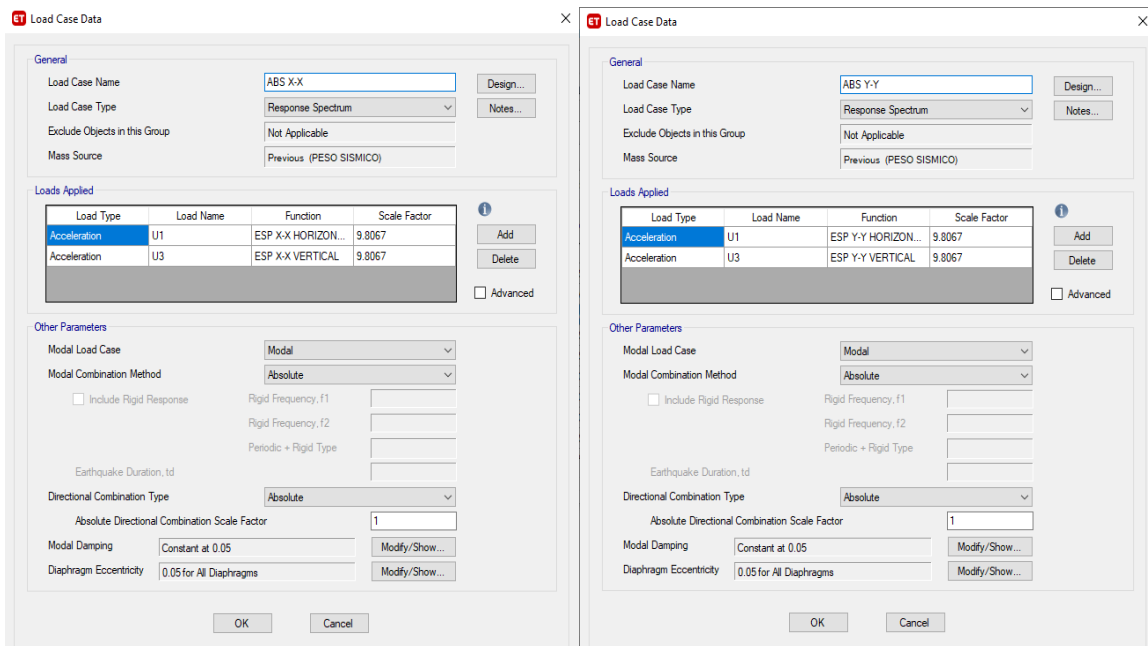 ET Load Case Data
General
Load Case Name ABS X-X Design...
Load Case Type Response Spectrum Notes...
Exclude Objects in this Group Not Applicable
Mass Source Previous (PESO SISMICO)
Loads Applied
Load Type Load Name Function Scale Factor
Acceleration U1 ESP X-X HORIZON... 9.8067 Add
Acceleration U3 ESP X-X VERTICAL 9.8067 Delete
Advanced
Other Parameters
Modal Load Case Modal
Modal Combination Method Absolute
Include Rigid Response Rigid Frequency, f1
Rigid Frequency, f2
Periodic + Rigid Type
Earthquake Duration, td
Directional Combination Type Absolute
Absolute Directional Combination Scale Factor 1
Modal Damping Constant at 0.05 Modify/Show...
Diaphragm Eccentricity 0.05 for All Diaphragms Modify/Show...
OK Cancel
ET Load Case Data
General
Load Case Name ABS Y-Y Design...
Load Case Type Response Spectrum Notes...
Exclude Objects in this Group Not Applicable
Mass Source Previous (PESO SISMICO)
Loads Applied
Load Type Load Name Function Scale Factor
Acceleration U1 ESP Y-Y HORIZON... 9.8067 Add
Acceleration U3 ESP Y-Y VERTICAL 9.8067 Delete
Advanced
Other Parameters
Modal Load Case Modal
Modal Combination Method Absolute
Include Rigid Response Rigid Frequency, f1
Rigid Frequency, f2
Periodic + Rigid Type
Earthquake Duration, td
Directional Combination Type Absolute
Absolute Directional Combination Scale Factor 1
Modal Damping Constant at 0.05 Modify/Show...
Diaphragm Eccentricity 0.05 for All Diaphragms Modify/Show...
OK Cancel